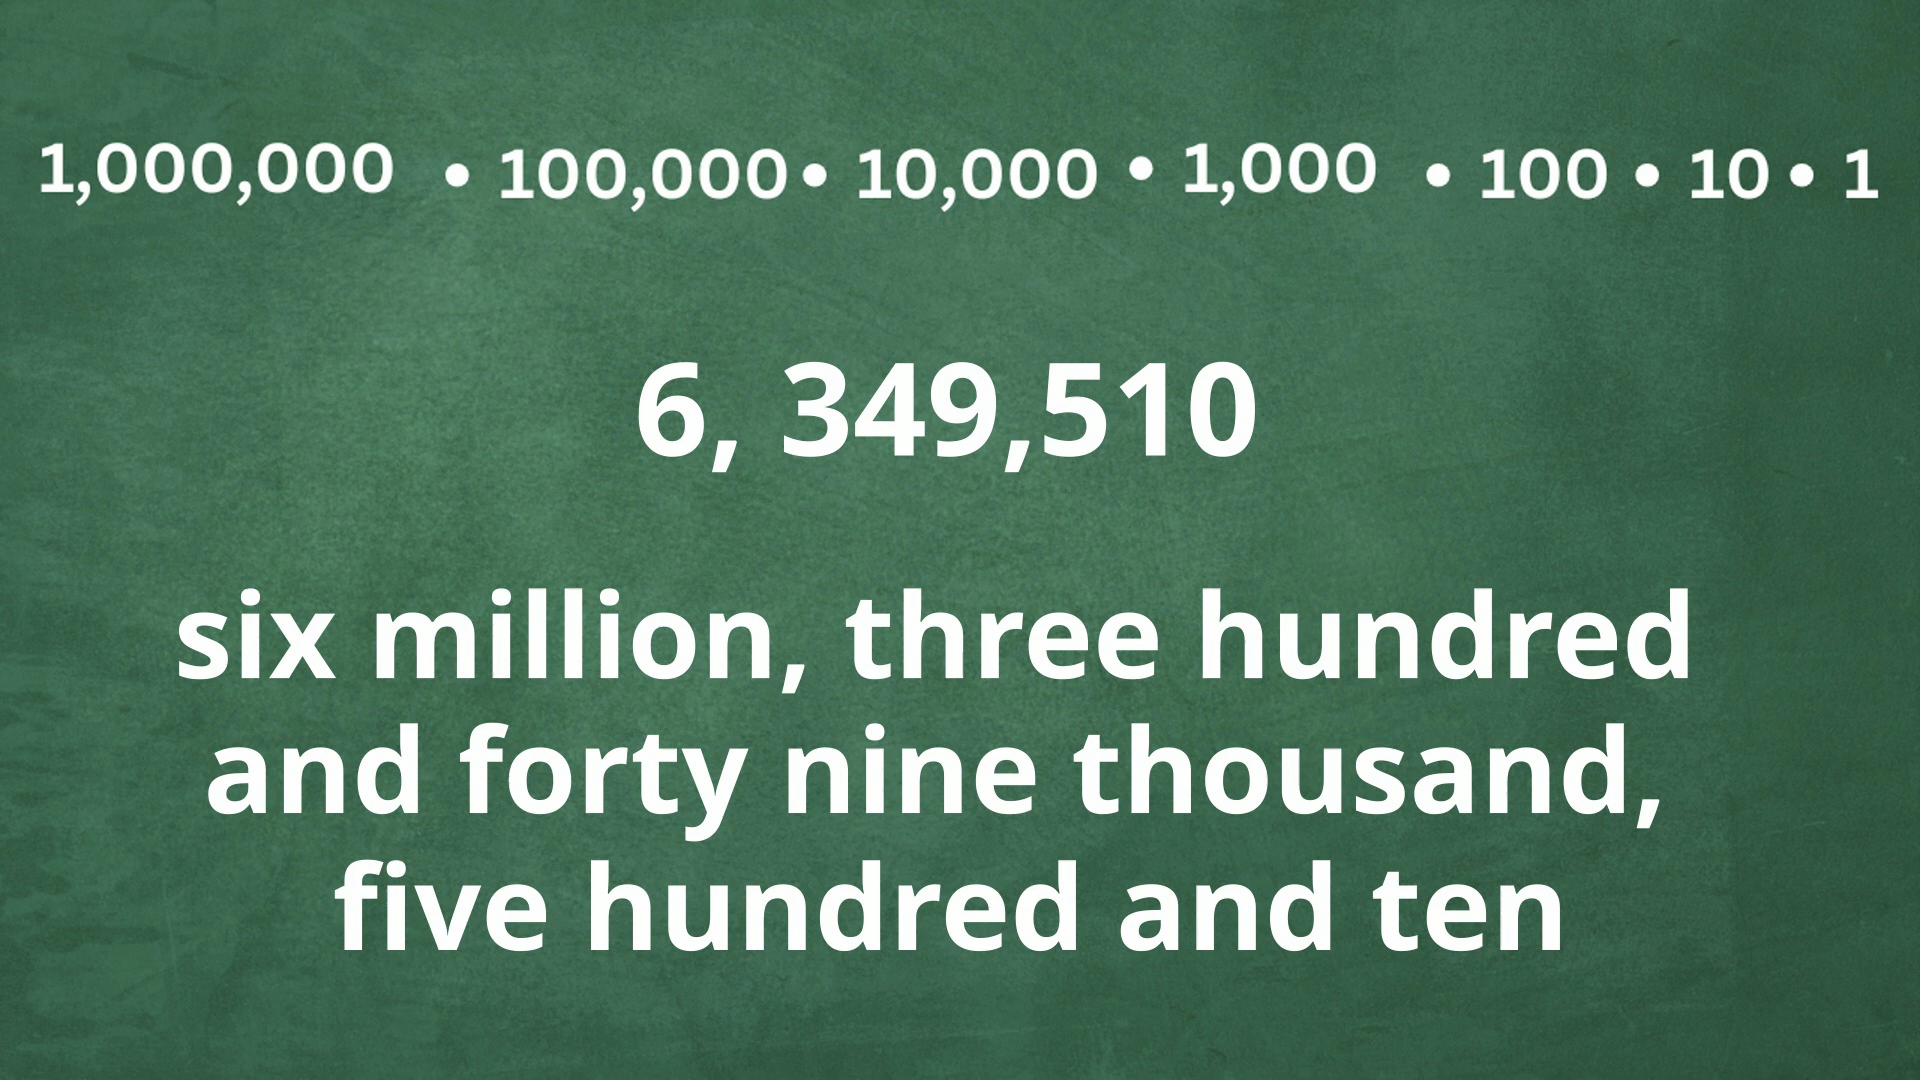 1,000,000 • 100,000 • 10,000 • 1,000 • 100 • 10 • 1
6, 349,510
six million, three hundred
and forty nine thousand,
five hundred and ten